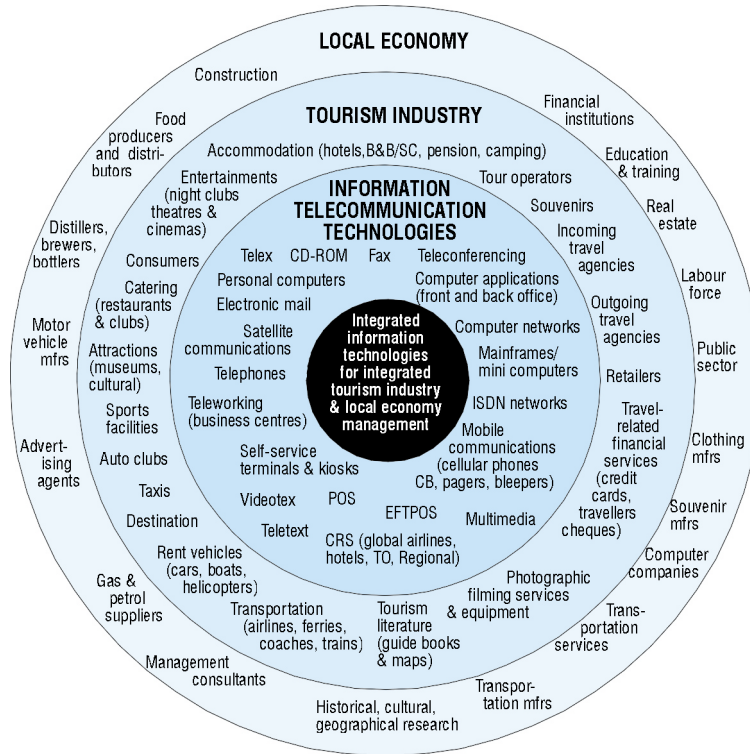 LOCAL ECONOMY
Construction
Financial
institutions
Food
producers
and distri-
butors
Education
& training
Distillers,
brewers,
bottlers
Real
estate
Labour
force
Motor
vehicle
mfrs
Public
sector
Advert-
ising
agents
Clothing
mfrs
Souvenir
mfrs
Computer
companies
Gas &
petrol
suppliers
Trans-
portation
services
Management
consultants
Transpor-
tation mfrs
Historical, cultural,
geographical research
TOURISM INDUSTRY
Accommodation (hotels,B&B/SC, pension, camping)
Entertainments
(night clubs
theatres &
cinemas)
Tour operators
Souvenirs
Consumers
Incoming
travel
agencies
Catering
(restaurants
& clubs)
Outgoing
travel
agencies
Attractions
(museums,
cultural)
Retailers
Sports
facilities
Travel-
related
financial
services
(credit
cards,
travellers
cheques)
Auto clubs
Taxis
Destination
Rent vehicles
(cars, boats,
helicopters)
Photographic
filming services
& equipment
Transportation
(airlines, ferries,
coaches, trains)
Tourism
literature
(guide books
& maps)
INFORMATION
TELECOMMUNICATION
TECHNOLOGIES
Telex
CD-ROM
Fax
Teleconferencing
Personal computers
Computer applications
(front and back office)
Electronic mail
Computer networks
Satellite
communications
Mainframes/
mini computers
Telephones
ISDN networks
Teleworking
(business centres)
Mobile
communications
(cellular phones
CB, pagers, bleepers)
Self-service
terminals & kiosks
Videotex
POS
EFTPOS
Multimedia
Teletext
CRS (global airlines,
hotels, TO, Regional)
Integrated
information
technologies
for integrated
tourism industry
& local economy
management